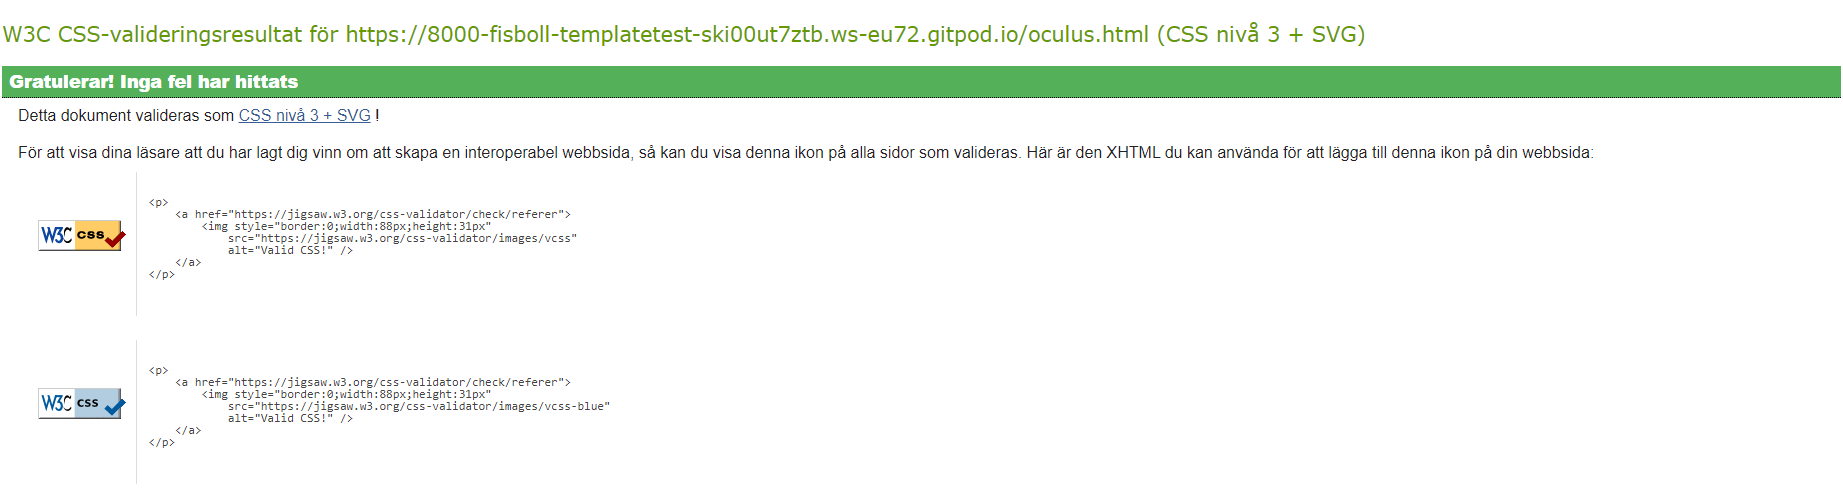 W3C CSS-valideringsresultat för https://8000-fisboll-templatetest-ski00ut7ztb.ws-eu72.gitpod.io/oculus.html (CSS nivå 3 + SVG)
Gratulerar! Inga fel har hittats
Detta dokument valideras som CSS nivå 3 + SVG !
För att visa dina läsare att du har lagt dig vinn om att skapa en interoperabel webbsida, så kan du visa denna ikon på alla sidor som valideras. Här är den XHTML du kan använda för att lägga till denna ikon på din webbsida:
W3C css
<p>
<a href="https://jigsaw.w3.org/css-validator/check/referer">
<img style="border:0;width:88px;height:31px"
src="https://jigsaw.w3.org/css-validator/images/vcss"
alt="Valid CSS!" />
</a>
</p>
W3C css
<p>
<a href="https://jigsaw.w3.org/css-validator/check/referer">
<img style="border:0;width:88px;height:31px"
src="https://jigsaw.w3.org/css-validator/images/vcss-blue"
alt="Valid CSS!" />
</a>
</p>